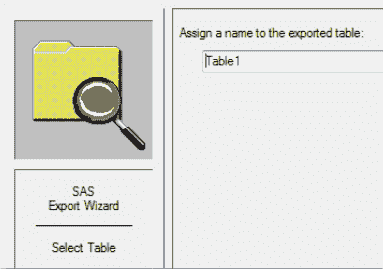 Assign a name to the exported table:
Table1
SAS
Export Wizard
Select Table